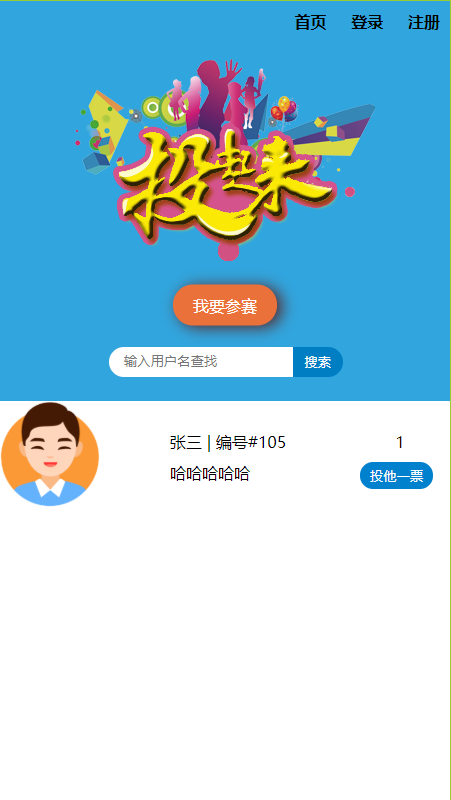 首页 登录 注册
投起来
我要参赛
输入用户名查找 搜索
张三 | 编号#105 1
哈哈哈哈哈 投他一票